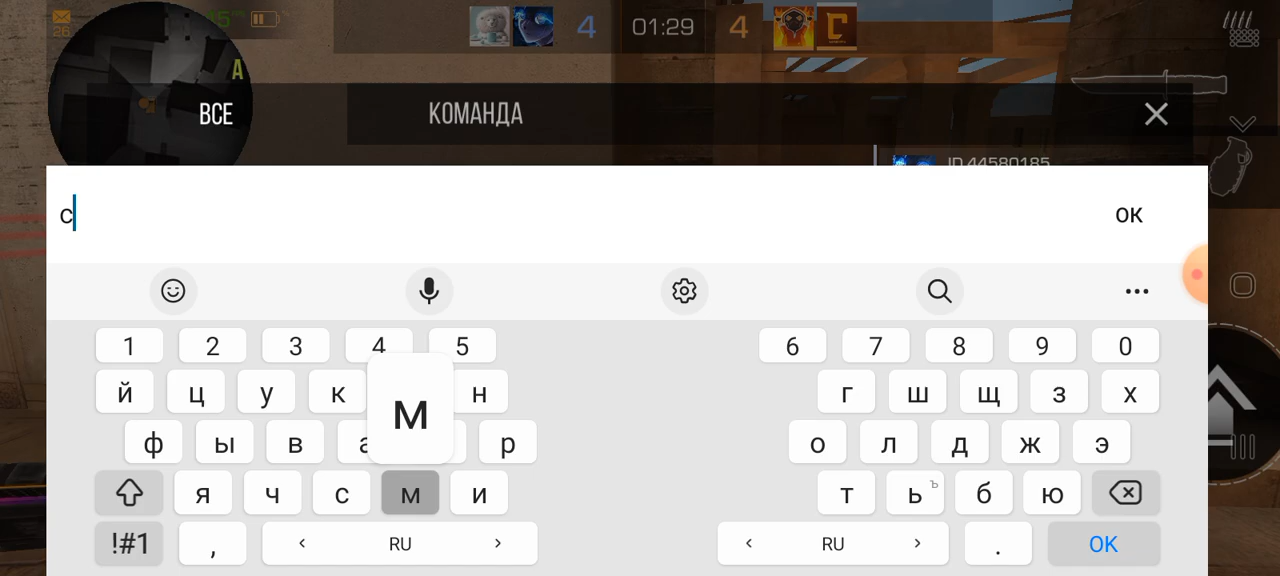 26
4 01:29 4
A
ВСЕ КОМАНДА
ID 44580185
с ОК
1 2 3 4 5 6 7 8 9 0
й ц у к н г ш щ з х
м
ф ы в а р о л д ж э
я ч с м и т ь ъ б ю
!#1 , < RU > < RU > . OK